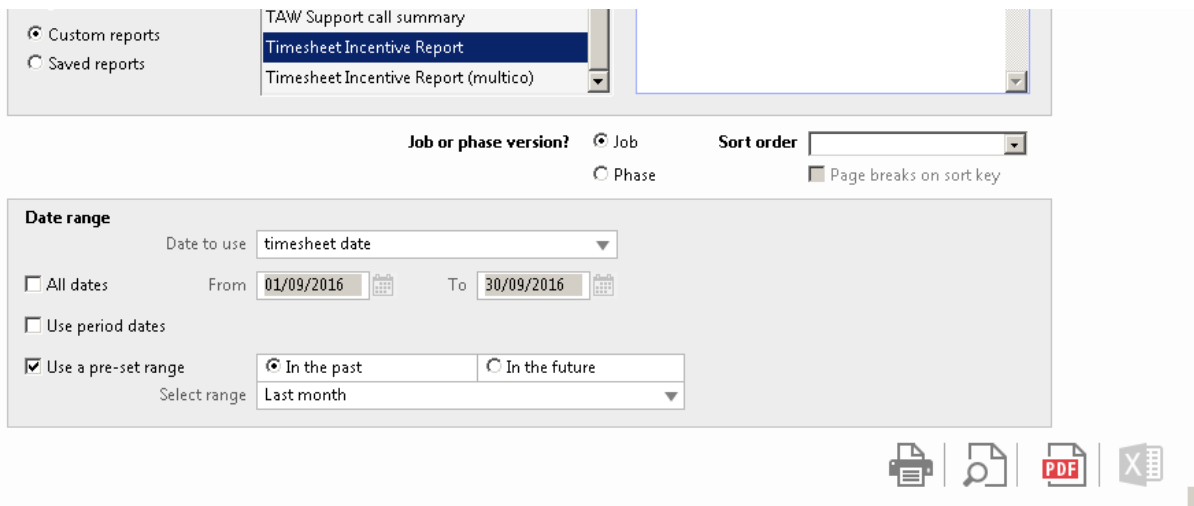 TAW Support call summary
Custom reports
Timesheet Incentive Report
Saved reports
Timesheet Incentive Report (multico)
Job or phase version? Job Sort order
Phase Page breaks on sort key
Date range
Date to use timesheet date
All dates From 01/09/2016 To 30/09/2016
Use period dates
Use a pre-set range In the past In the future
Select range Last month
PDF
X